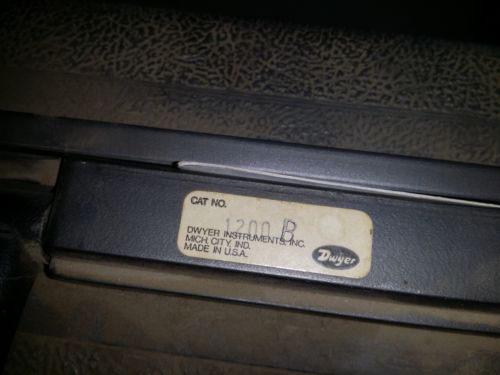 CAT NO.
1200 B
DWYER INSTRUMENTS, INC.
MICH. CITY, IND.
MADE IN U.S.A.
Dwyer